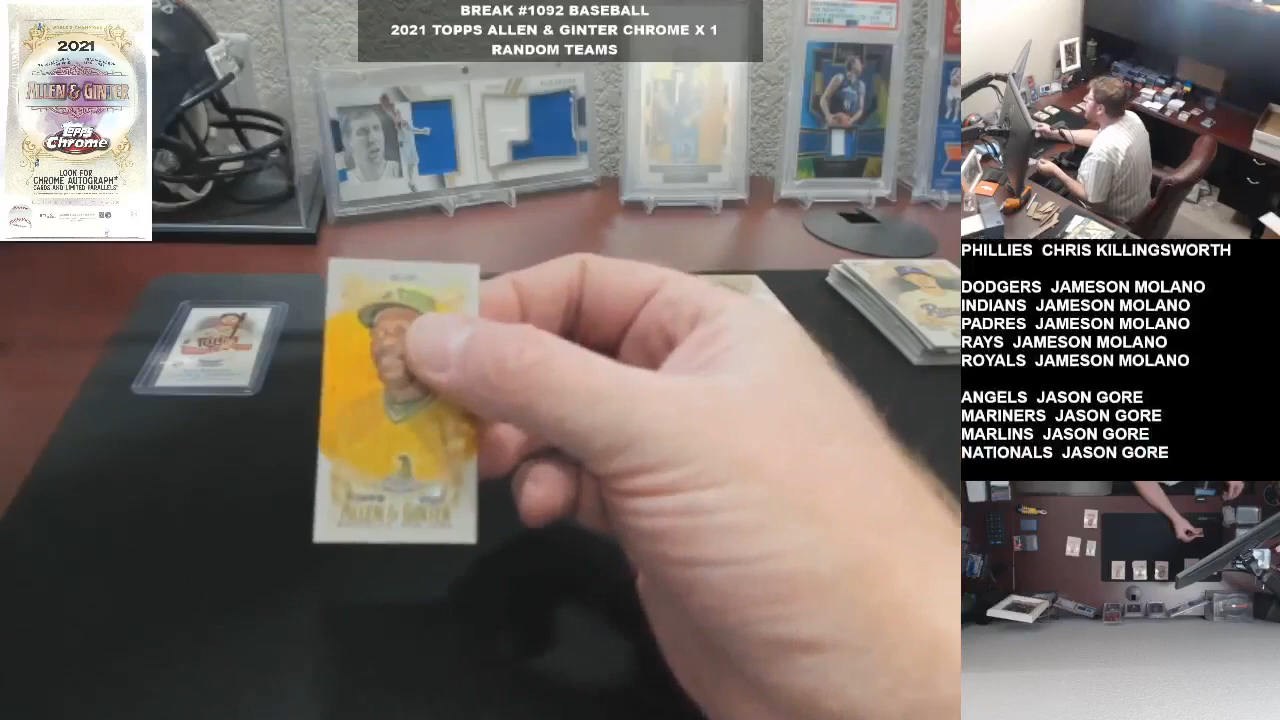 BREAK #1092 BASEBALL
2021 TOPPS ALLEN & GINTER CHROME X 1
RANDOM TEAMS
2021
ALLEN & GINTER
Topps
Chrome
LOOK FOR
CHROME AUTOGRAPH
CARDS AND LIMITED PARALLELS!
ALLEN & GINTER
PHILLIES CHRIS KILLINGSWORTH
DODGERS JAMESON MOLANO
INDIANS JAMESON MOLANO
PADRES JAMESON MOLANO
RAYS JAMESON MOLANO
ROYALS JAMESON MOLANO
ANGELS JASON GORE
MARINERS JASON GORE
MARLINS JASON GORE
NATIONALS JASON GORE